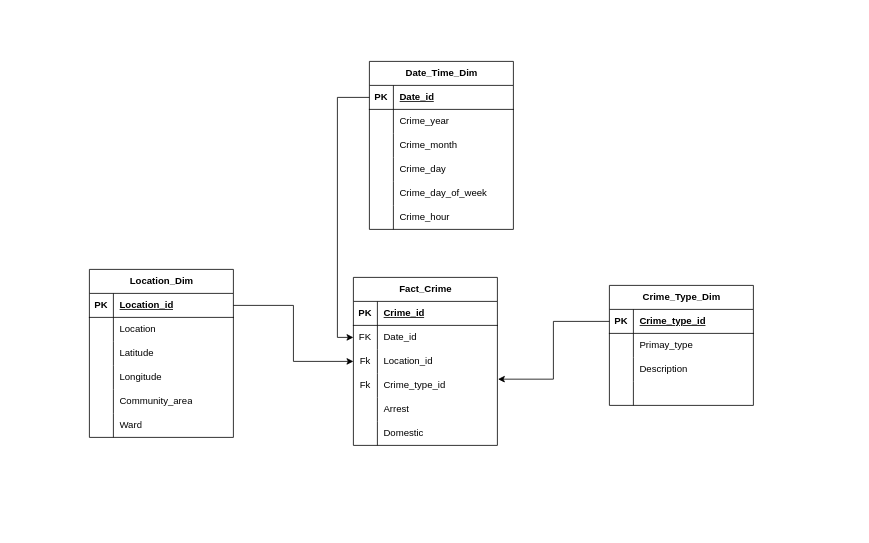 Date_Time_Dim
PK Date_id
Crime_year
Crime_month
Crime_day
Crime_day_of_week
Crime_hour
Location_Dim
PK Location_id
Location
Latitude
Longitude
Community_area
Ward
Fact_Crime
PK Crime_id
FK Date_id
Fk Location_id
Fk Crime_type_id
Arrest
Domestic
Crime_Type_Dim
PK Crime_type_id
Primay_type
Description